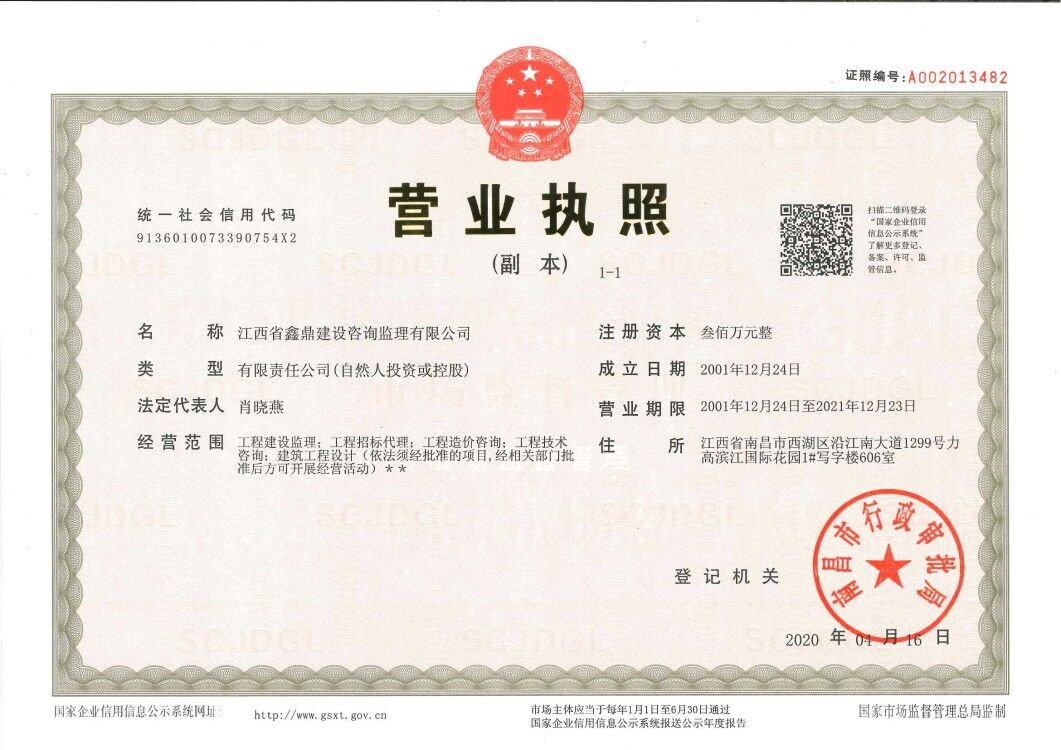 证照编号:A002013482
统一社会信用代码
9136010073390754X2
营业执照
(副 本) 1-1
扫描二维码登录
“国家企业信用
信息公示系统”
了解更多登记、
备案、许可、监
管信息。
名 称 江西省鑫鼎建设咨询监理有限公司
类 型 有限责任公司(自然人投资或控股)
法定代表人 肖晓燕
经营范围 工程建设监理；工程招标代理；工程造价咨询；工程技术
咨询；建筑工程设计（依法须经批准的项目,经相关部门批
准后方可开展经营活动）＊＊
注册资本 叁佰万元整
成立日期 2001年12月24日
营业期限 2001年12月24日至2021年12月23日
住 所 江西省南昌市西湖区沿江南大道1299号力
高滨江国际花园1#写字楼606室
南昌市行政审批局
登记机关
2020 年 04 月 16 日
国家企业信用信息公示系统网址: http://www.gsxt.gov.cn
市场主体应当于每年1月1日至6月30日通过
国家企业信用信息公示系统报送公示年度报告
国家市场监督管理总局监制
SCJDGL